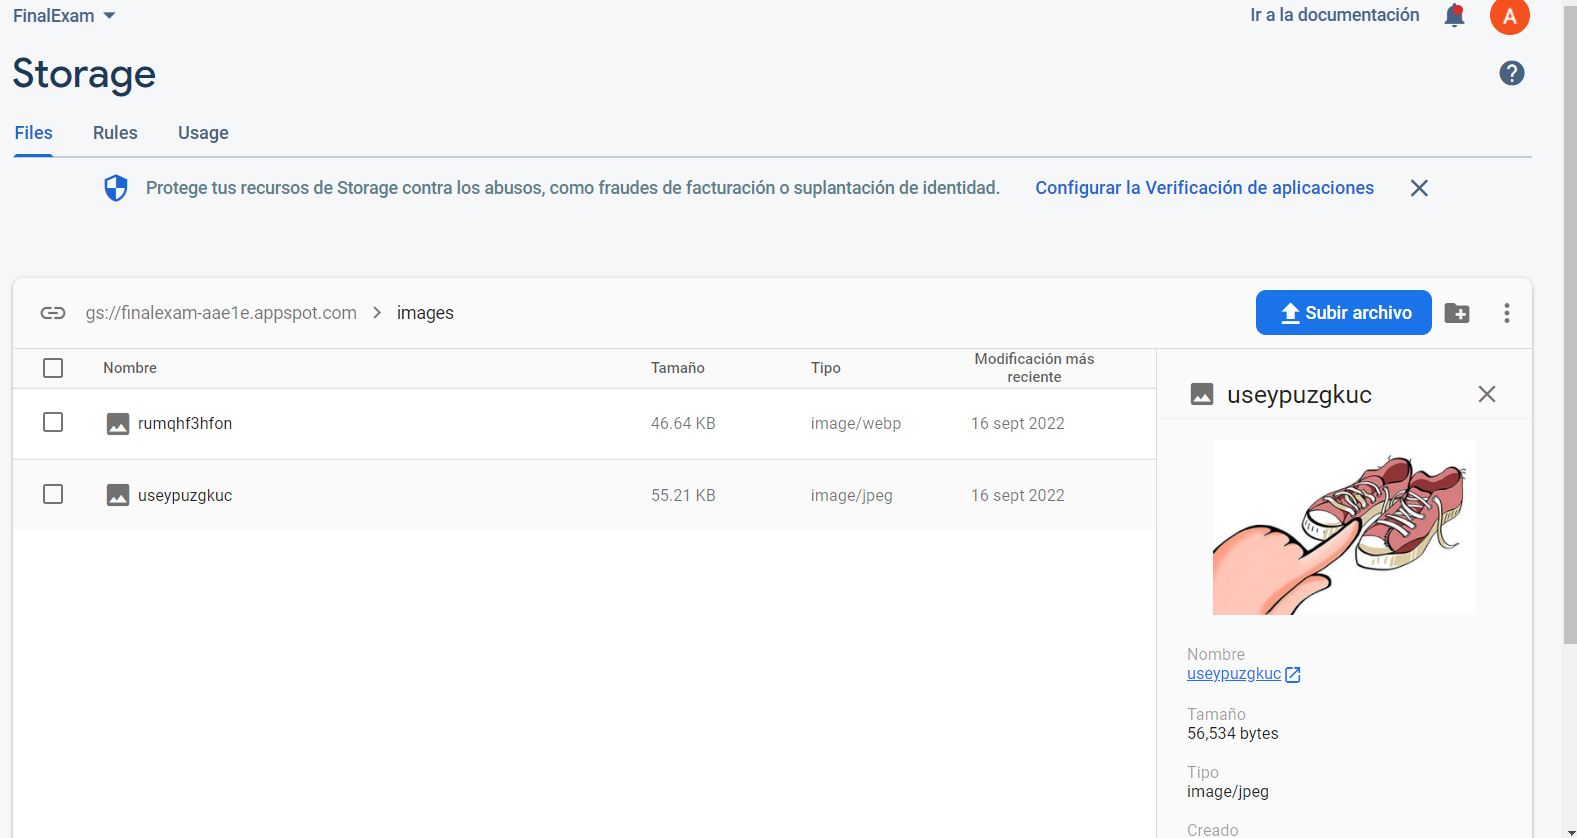 FinalExam
Ir a la documentación
A
Storage
?
Files Rules Usage
Protege tus recursos de Storage contra los abusos, como fraudes de facturación o suplantación de identidad. Configurar la Verificación de aplicaciones
gs://finalexam-aae1e.appspot.com > images
Subir archivo
Nombre Tamaño Tipo Modificación más reciente
rumqhf3hfon 46.64 KB image/webp 16 sept 2022
useypuzgkuc 55.21 KB image/jpeg 16 sept 2022
useypuzgkuc
Nombre
useypuzgkuc
Tamaño
56,534 bytes
Tipo
image/jpeg
Creado